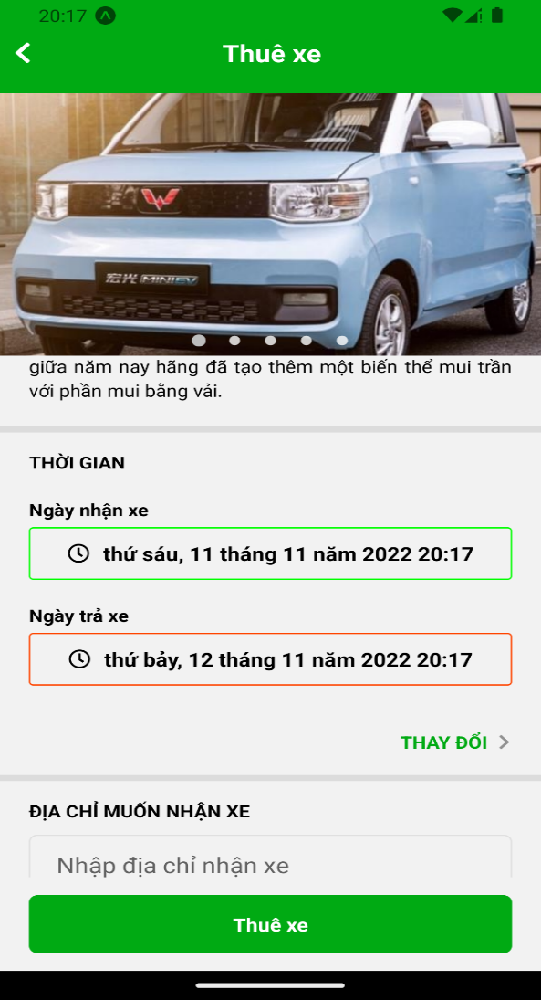 20:17
Thuê xe
宏光 MINIEV
giữa năm nay hãng đã tạo thêm một biến thể mui trần
với phần mui bằng vải.
THỜI GIAN
Ngày nhận xe
thứ sáu, 11 tháng 11 năm 2022 20:17
Ngày trả xe
thứ bảy, 12 tháng 11 năm 2022 20:17
THAY ĐỔI
ĐỊA CHỈ MUỐN NHẬN XE
Nhập địa chỉ nhận xe
Thuê xe